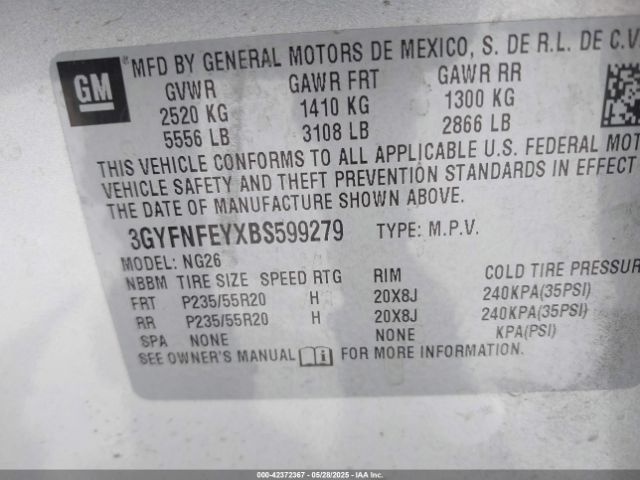 GM
®MFD BY GENERAL MOTORS DE MEXICO, S. DE R.L. DE C.V.
GVWR GAWR FRT GAWR RR
2520 KG 1410 KG 1300 KG
5556 LB 3108 LB 2866 LB
THIS VEHICLE CONFORMS TO ALL APPLICABLE U.S. FEDERAL MOT
VEHICLE SAFETY AND THEFT PREVENTION STANDARDS IN EFFECT
THE DATE OF MANUFACTURE SHOWN ABOVE.
3GYFNFEYXBS599279 TYPE: M.P.V.
MODEL: NG26
NBBM TIRE SIZE SPEED RTG RIM COLD TIRE PRESSUR
FRT P235/55R20 H 20X8J 240KPA(35PSI)
RR P235/55R20 H 20X8J 240KPA(35PSI)
SPA NONE NONE KPA(PSI)
SEE OWNER'S MANUAL FOR MORE INFORMATION.
000-42372367 - 05/28/2025 - Copyright IAA, Inc.